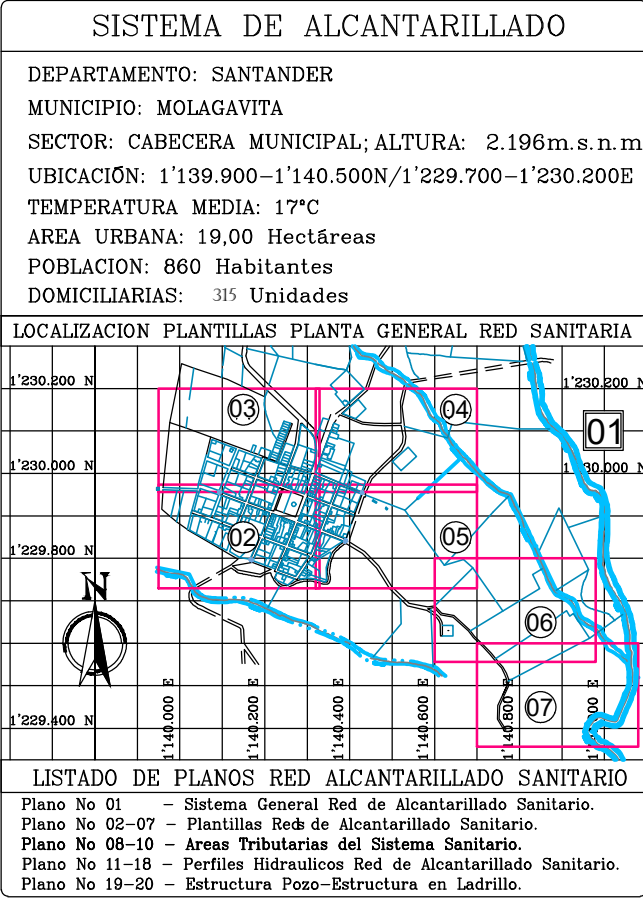 SISTEMA DE ALCANTARILLADO
DEPARTAMENTO: SANTANDER
MUNICIPIO: MOLAGAVITA
SECTOR: CABECERA MUNICIPAL; ALTURA: 2.196m.s.n.m
UBICACIÓN: 1'139.900-1'140.500N/1'229.700-1'230.200E
TEMPERATURA MEDIA: 17°C
AREA URBANA: 19,00 Hectáreas
POBLACION: 860 Habitantes
DOMICILIARIAS: 315 Unidades
LOCALIZACION PLANTILLAS PLANTA GENERAL RED SANITARIA
1'230.200 N
1'230.200 N
03
04
01
1'230.000 N
1'230.000 N
02
05
1'229.800 N
N
06
07
1'229.400 N
1'140.000 E
1'140.200 E
1'140.400 E
1'140.600 E
1'140.800 E
LISTADO DE PLANOS RED ALCANTARILLADO SANITARIO
Plano No 01 - Sistema General Red de Alcantarillado Sanitario.
Plano No 02-07 - Plantillas Reds de Alcantarillado Sanitario.
Plano No 08-10 - Areas Tributarias del Sistema Sanitario.
Plano No 11-18 - Perfiles Hidraulicos Red de Alcantarillado Sanitario.
Plano No 19-20 - Estructura Pozo-Estructura en Ladrillo.